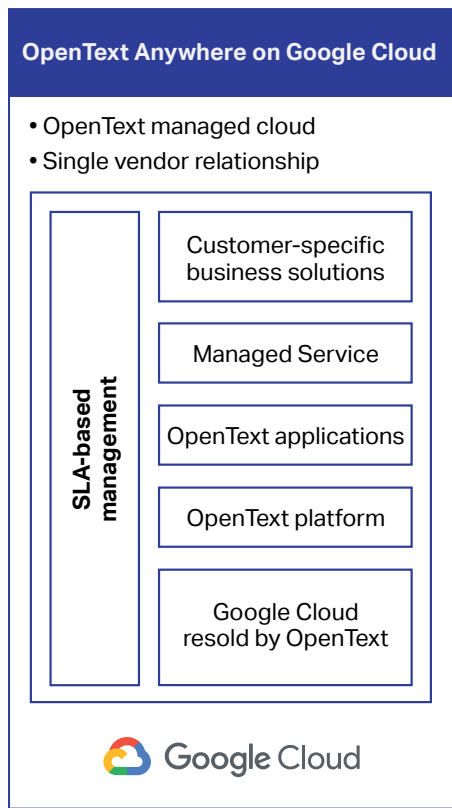 OpenText Anywhere on Google Cloud
• OpenText managed cloud
• Single vendor relationship
SLA-based
management
Customer-specific
business solutions
Managed Service
OpenText applications
OpenText platform
Google Cloud
resold by OpenText
Google Cloud